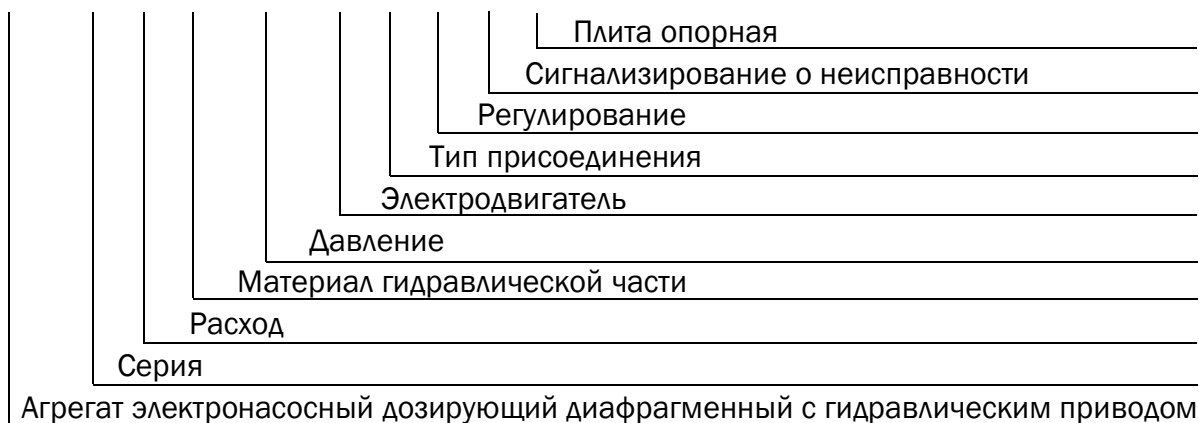 Плита опорная
Сигнализирование о неисправности
Регулирование
Тип присоединения
Электродвигатель
Давление
Материал гидравлической части
Расход
Серия
Агрегат электронасосный дозирующий диафрагменный с гидравлическим приводом